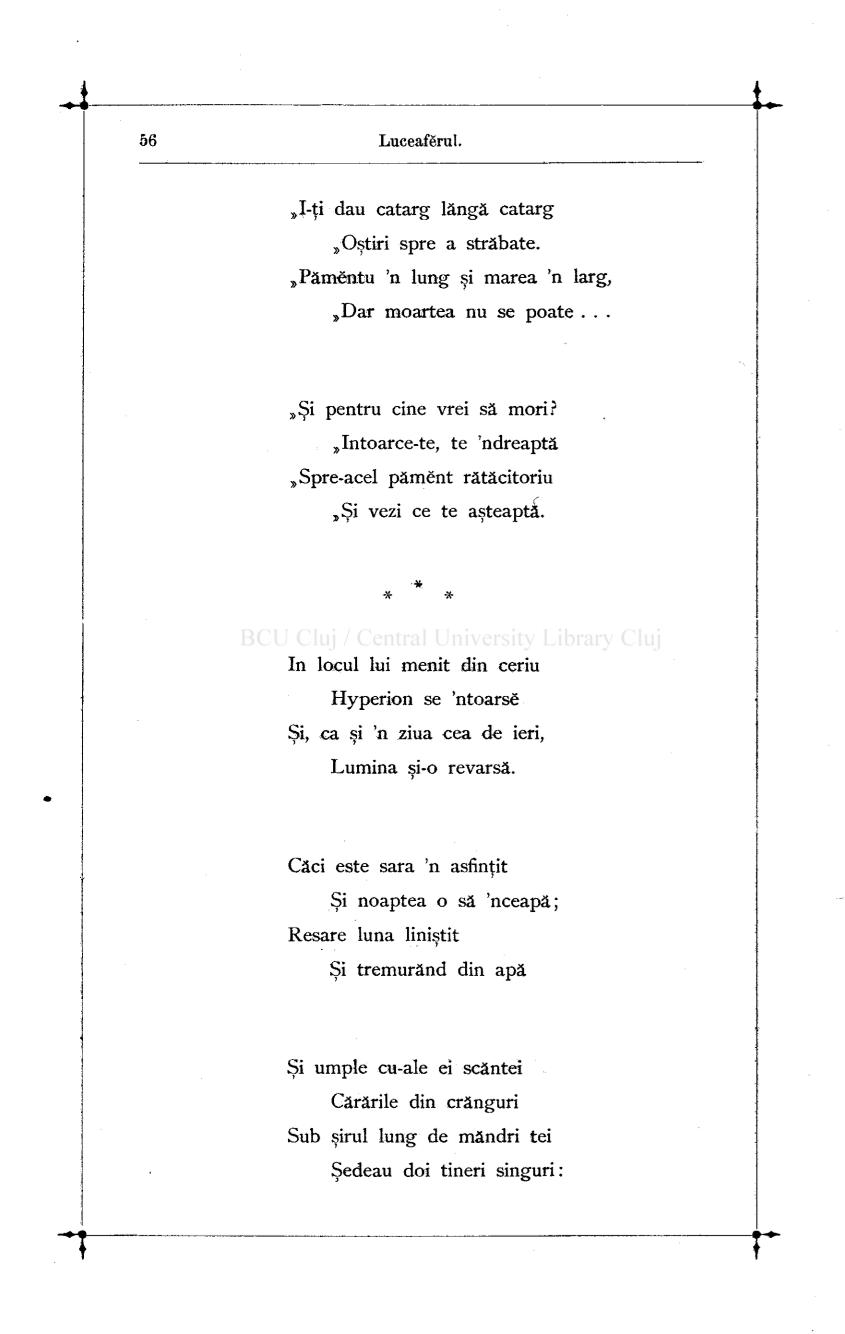 56 Luceafĕrul.
„I-ți dau catarg lăngă catarg
„Oștiri spre a străbate.
„Pămĕntu 'n lung și marea 'n larg,
„Dar moartea nu se poate . . .
„Și pentru cine vrei să mori?
„Intoarce-te, te 'ndreaptă
„Spre-acel pămĕnt rătăcitoriu
„Și vezi ce te așteaptă.
* * *
BCU Cluj / Central University Library Cluj
In locul lui menit din ceriu
Hyperion se 'ntoarsĕ
Și, ca și 'n ziua cea de ieri,
Lumina și-o revarsă.
Căci este sara 'n asfințit
Și noaptea o să 'nceapă;
Resare luna liniștit
Și tremurănd din apă
Și umple cu-ale ei scăntei
Cărările din crănguri
Sub șirul lung de măndri tei
Ședeau doi tineri singuri: